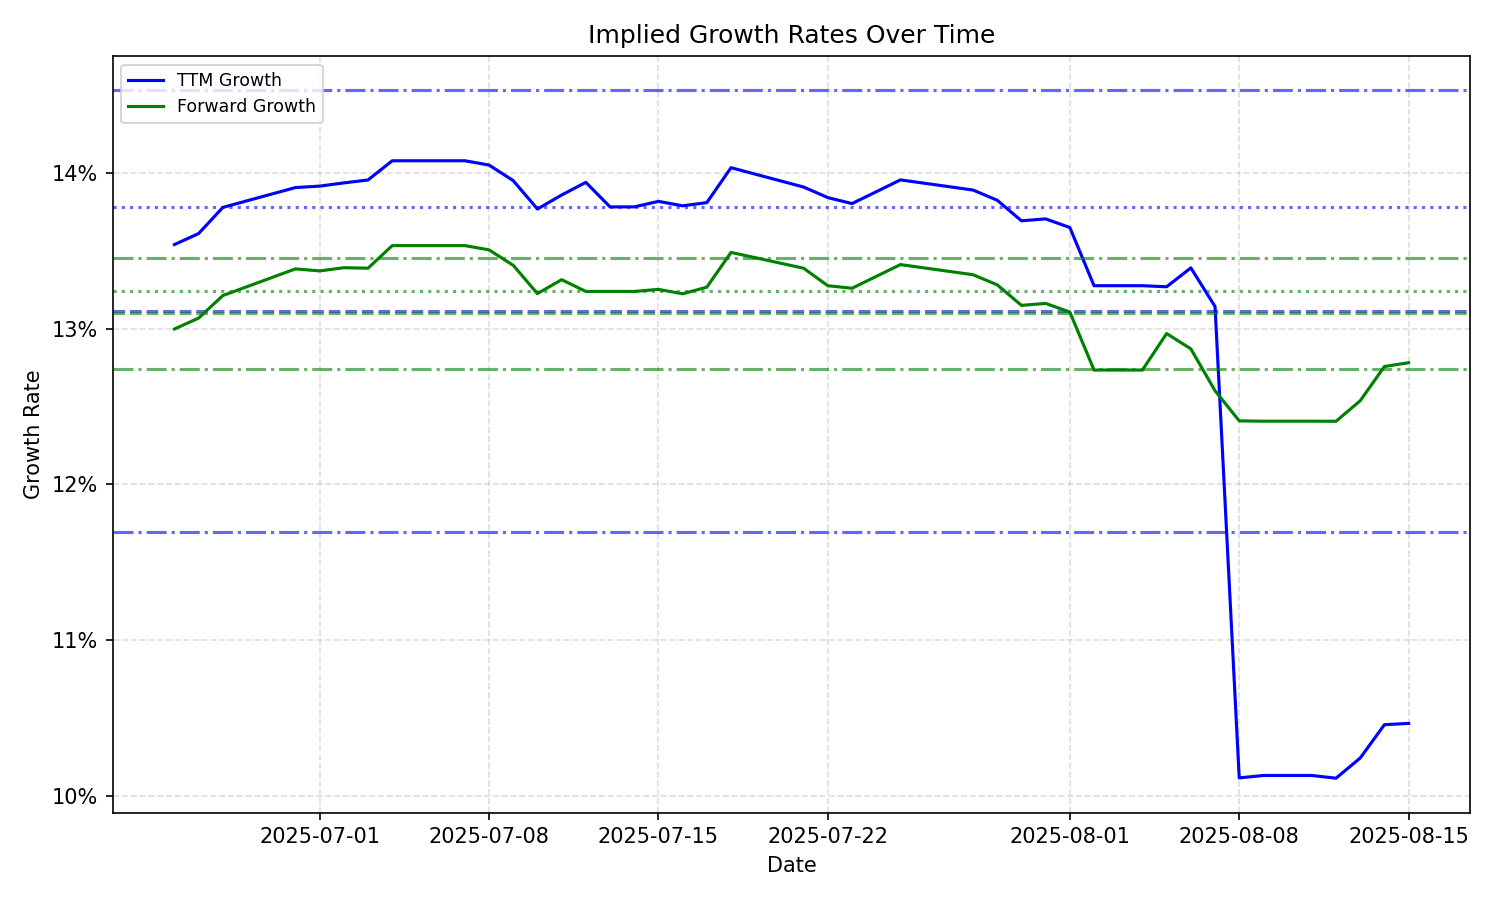 Implied Growth Rates Over Time
TTM Growth
Forward Growth
14%
13%
12%
11%
10%
Growth Rate
2025-07-01
2025-07-08
2025-07-15
2025-07-22
2025-08-01
2025-08-08
2025-08-15
Date